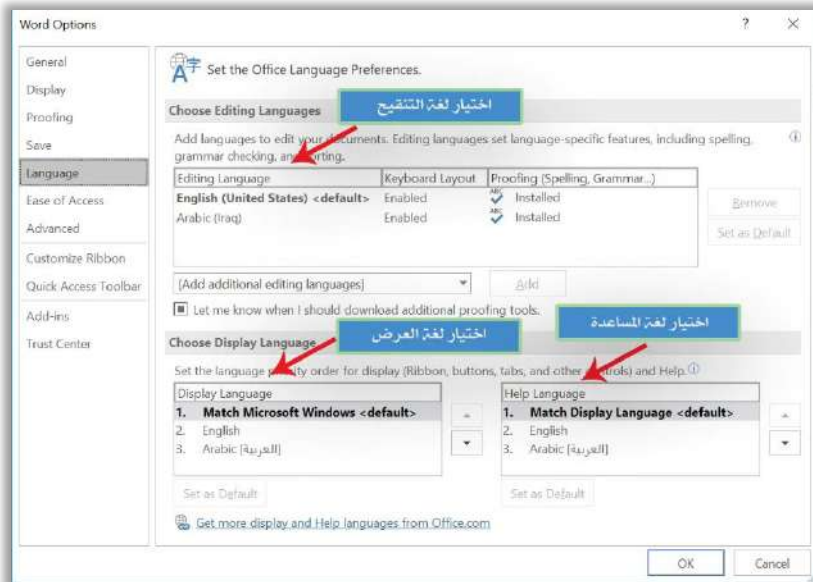 Word Options
?
×
General
Display
Proofing
Save
Language
Ease of Access
Advanced
Customize Ribbon
Quick Access Toolbar
Add-ins
Trust Center
Set the Office Language Preferences.
Choose Editing Languages
اختيار لغة التنقيح
Add languages to edit your documents. Editing languages set language-specific features, including spelling,
grammar checking, and sorting.
Editing Language Keyboard Layout Proofing (Spelling, Grammar...)
English (United States) <default> Enabled Installed
Arabic (Iraq) Enabled Installed
Remove
Set as Default
[Add additional editing languages]
Add
Let me know when I should download additional proofing tools.
اختيار لغة العرض
اختيار لغة المساعدة
Choose Display Language
Set the language priority order for display (Ribbon, buttons, tabs, and other controls) and Help.
Display Language
1. Match Microsoft Windows <default>
2. English
3. Arabic [العربية]
Set as Default
Help Language
1. Match Display Language <default>
2. English
3. Arabic [العربية]
Set as Default
Get more display and Help languages from Office.com
OK
Cancel